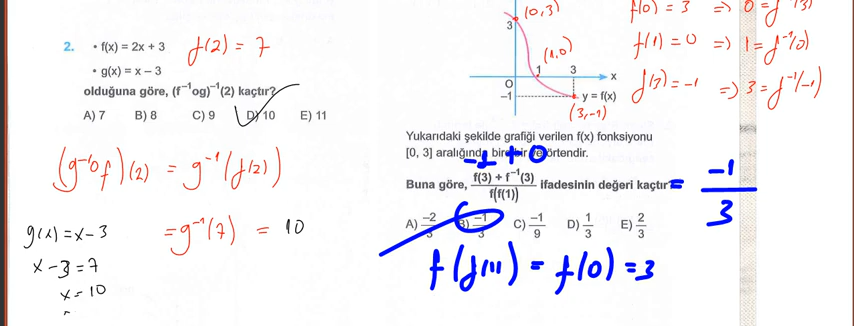 2. • f(x) = 2x + 3
f(2) = 7
• g(x) = x – 3
olduğuna göre, (f⁻¹og)⁻¹(2) kaçtır?
A) 7 B) 8 C) 9 D) 10 E) 11
(g⁻¹of)(2) = g⁻¹(f(2))
= g⁻¹(7) = 10
g(x) = x-3
x-3=7
x=10
3
(0,3)
(1,0)
1
3
O
x
–1
y = f(x)
(3,-1)
f(0) = 3 ⇒ 0 = f⁻¹(3)
f(1) = 0 ⇒ 1 = f⁻¹(0)
f(3) = -1 ⇒ 3 = f⁻¹(-1)
Yukarıdaki şekilde grafiği verilen f(x) fonksiyonu
[0, 3] aralığında birebir ve örtendir.
-1 + 0
Buna göre, f(3) + f⁻¹(3) / f(f(1)) ifadesinin değeri kaçtır?
= -1/3
A) –2/3 B) –1/3 C) –1/9 D) 1/3 E) 2/3
f(f(1)) = f(0) = 3